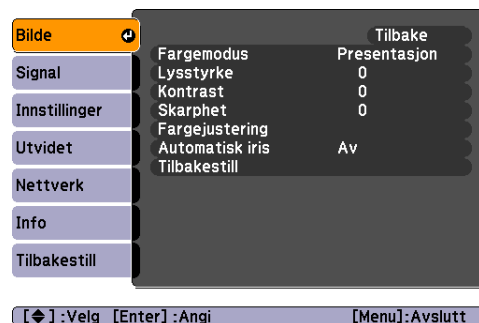 Bilde
Signal
Innstillinger
Utvidet
Nettverk
Info
Tilbakestill
Tilbake
Fargemodus Presentasjon
Lysstyrke 0
Kontrast 0
Skarphet 0
Fargejustering
Automatisk iris Av
Tilbakestill
[◆] :Velg [Enter] :Angi [Menu]:Avslutt